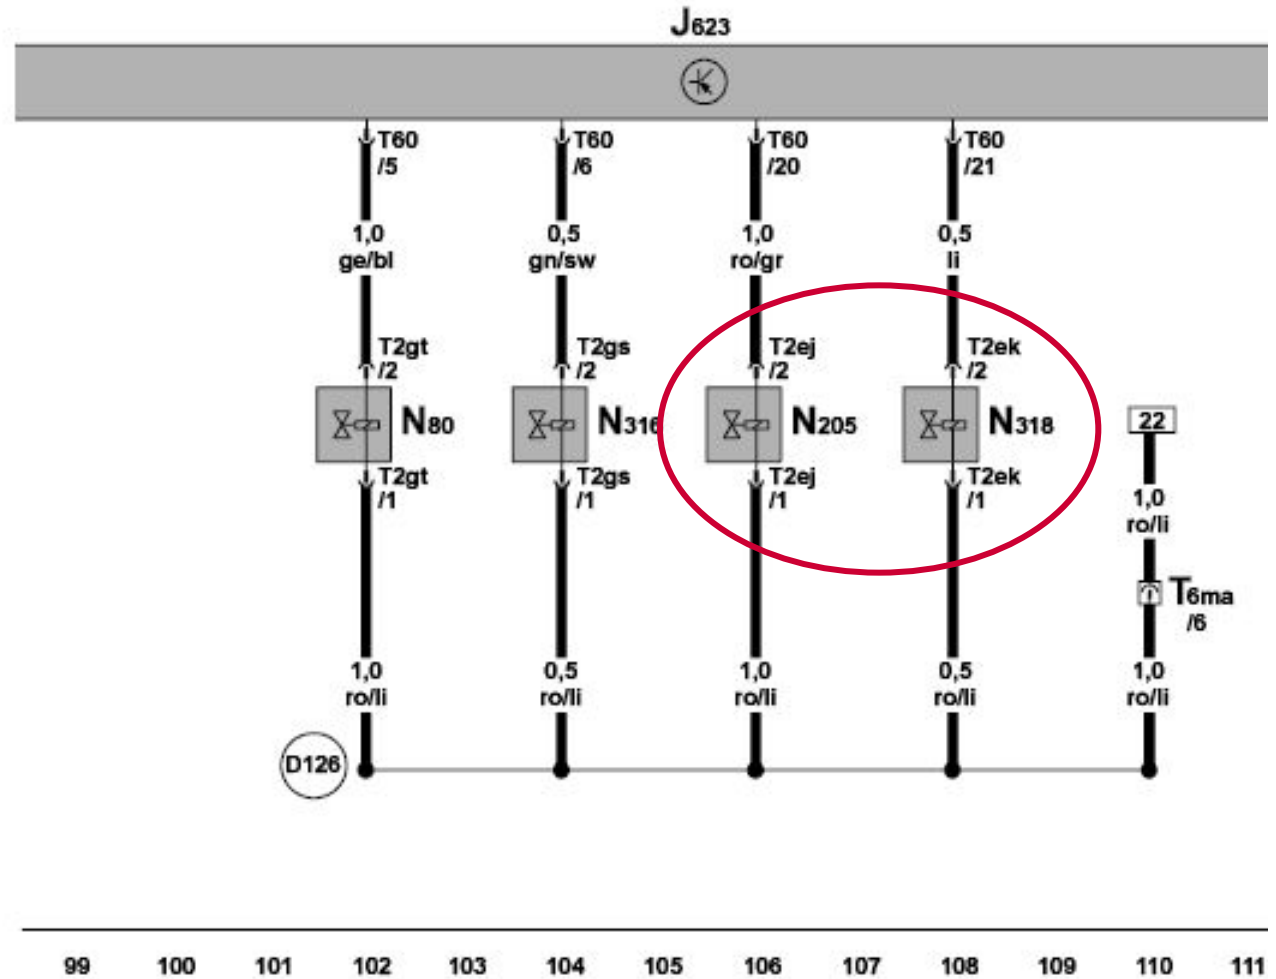 J623
T60 T60 T60 T60
/5 /6 /20 /21
1,0 0,5 1,0 0,5
ge/bl gn/sw ro/gr li
T2gt T2gs T2ej T2ek
/2 /2 /2 /2
N80 N316 N205 N318 22
T2gt T2gs T2ej T2ek
/1 /1 /1 /1
1,0
ro/li
T6ma
/6
1,0 0,5 1,0 0,5 1,0
ro/li ro/li ro/li ro/li ro/li
D126
99 100 101 102 103 104 105 106 107 108 109 110 111